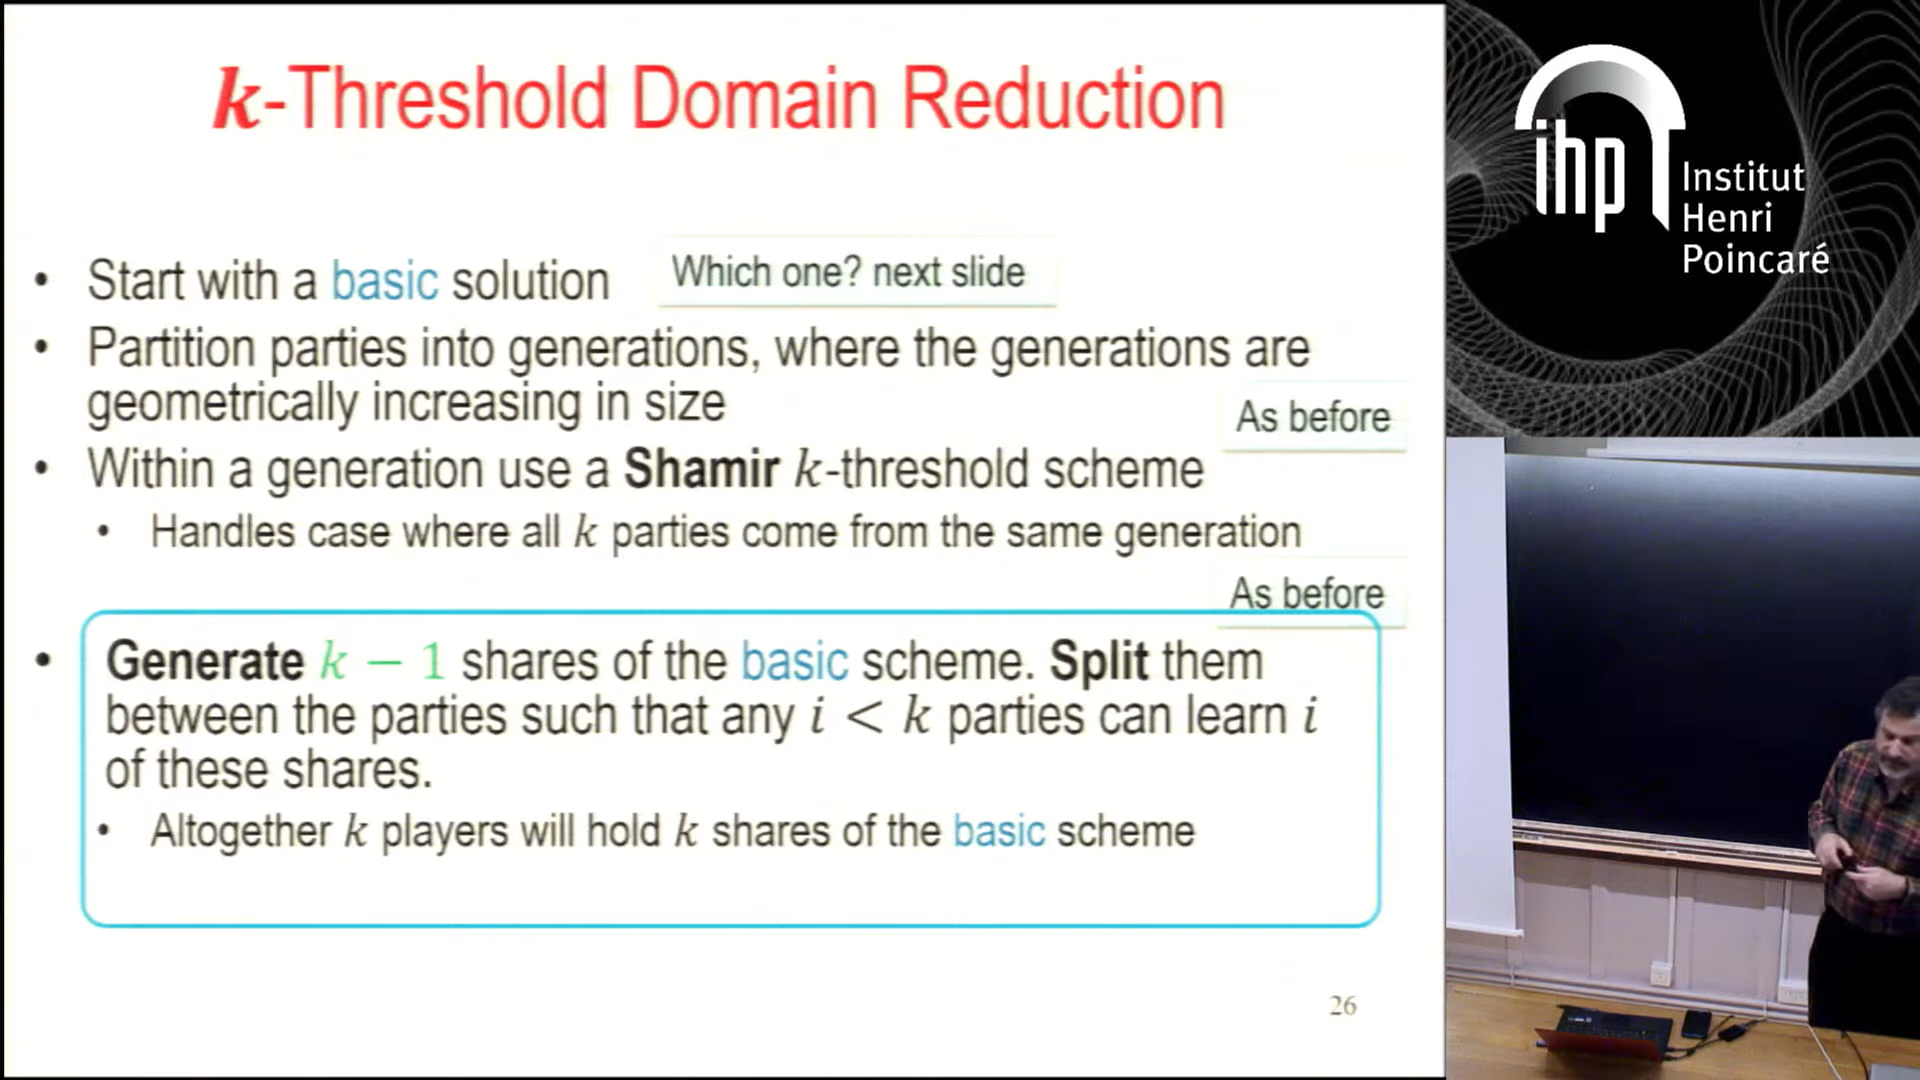 k-Threshold Domain Reduction
• Start with a basic solution
Which one? next slide
• Partition parties into generations, where the generations are
geometrically increasing in size
As before
• Within a generation use a Shamir k-threshold scheme
• Handles case where all k parties come from the same generation
As before
• Generate k − 1 shares of the basic scheme. Split them
between the parties such that any i < k parties can learn i
of these shares.
• Altogether k players will hold k shares of the basic scheme
26
ihp
Institut
Henri
Poincaré